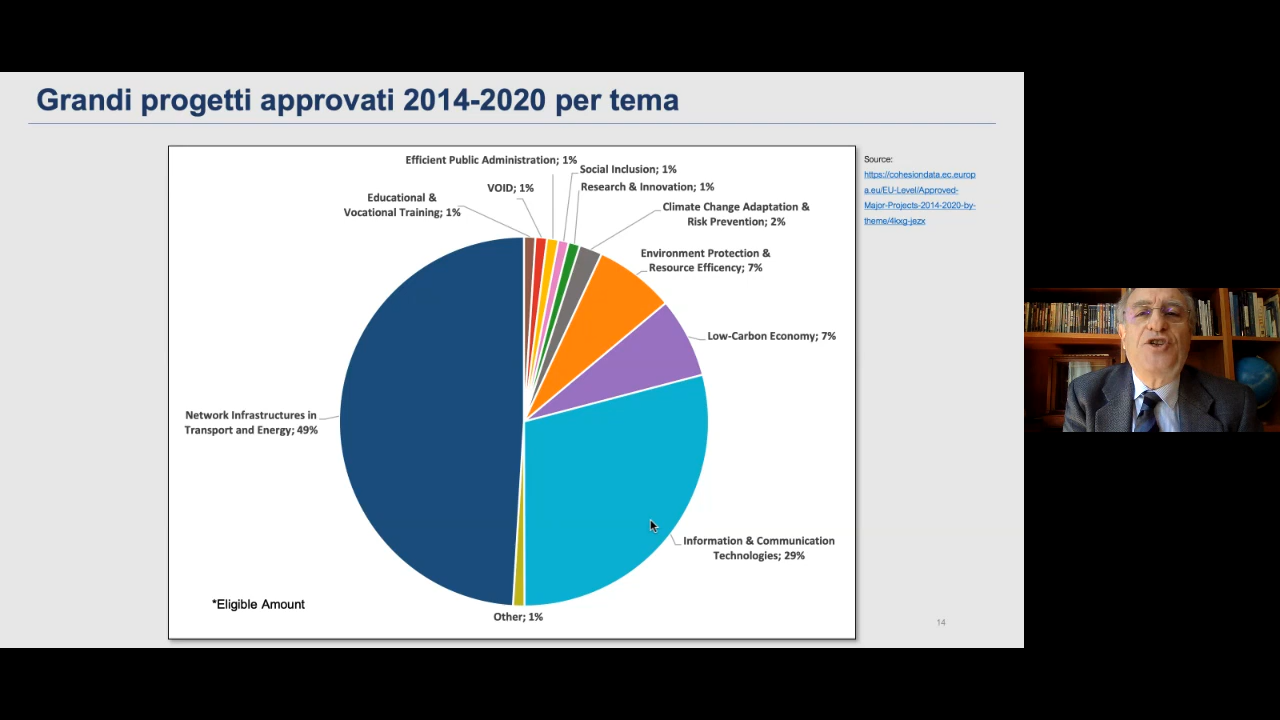 Grandi progetti approvati 2014-2020 per tema
Efficient Public Administration; 1%
Social Inclusion; 1%
VOID; 1%
Research & Innovation; 1%
Educational &
Vocational Training; 1%
Climate Change Adaptation &
Risk Prevention; 2%
Environment Protection &
Resource Efficency; 7%
Low-Carbon Economy; 7%
Network Infrastructures in
Transport and Energy; 49%
Information & Communication
Technologies; 29%
Other; 1%
*Eligible Amount
Source:
https://cohesiondata.ec.europ
a.eu/EU-Level/Approved-
Major-Projects-2014-2020-by-
theme/4kxg-jezx
14